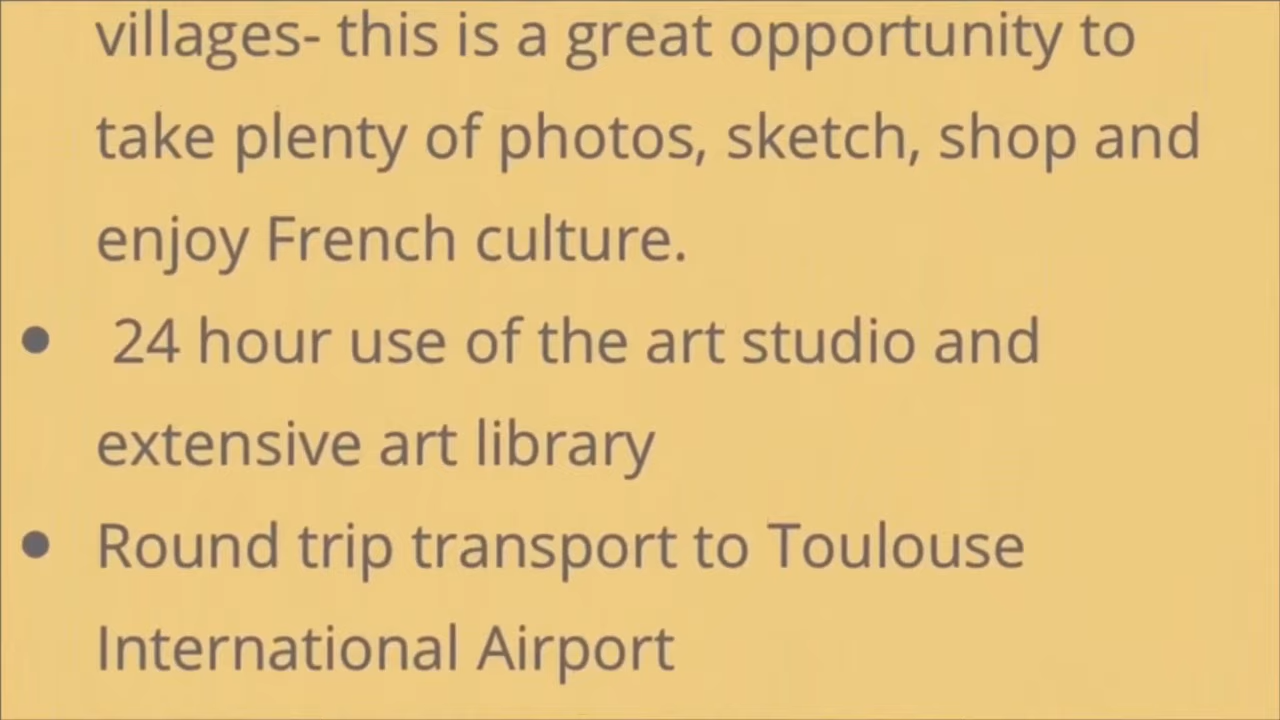 villages- this is a great opportunity to
take plenty of photos, sketch, shop and
enjoy French culture.
● 24 hour use of the art studio and
extensive art library
● Round trip transport to Toulouse
International Airport